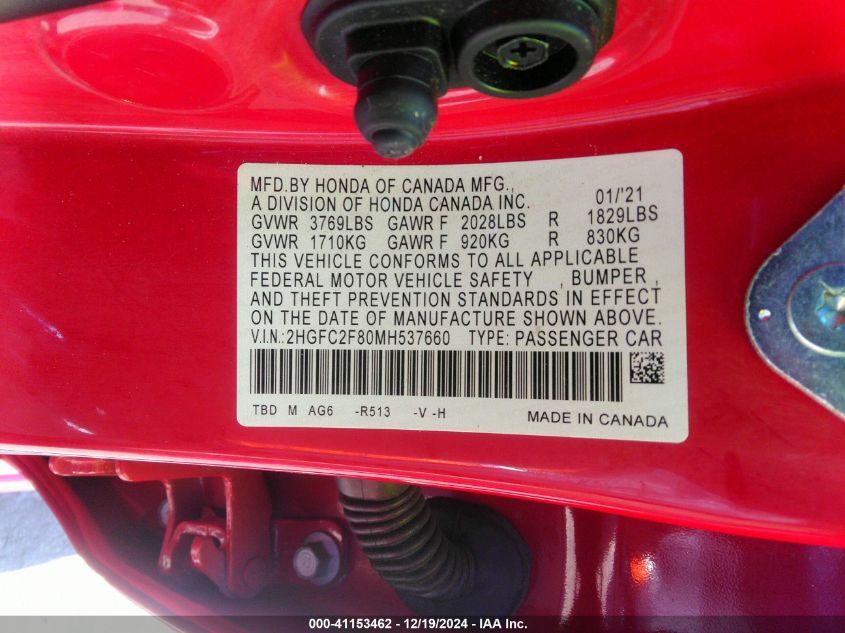 MFD.BY HONDA OF CANADA MFG.,
A DIVISION OF HONDA CANADA INC. 01/'21
GVWR 3769LBS GAWR F 2028LBS R 1829LBS
GVWR 1710KG GAWR F 920KG R 830KG
THIS VEHICLE CONFORMS TO ALL APPLICABLE
FEDERAL MOTOR VEHICLE SAFETY , BUMPER ,
AND THEFT PREVENTION STANDARDS IN EFFECT
ON THE DATE OF MANUFACTURE SHOWN ABOVE.
V.I.N.:2HGFC2F80MH537660 TYPE: PASSENGER CAR
TBD M AG6 -R513 -V -H MADE IN CANADA
000-41153462 - 12/19/2024 - IAA Inc.